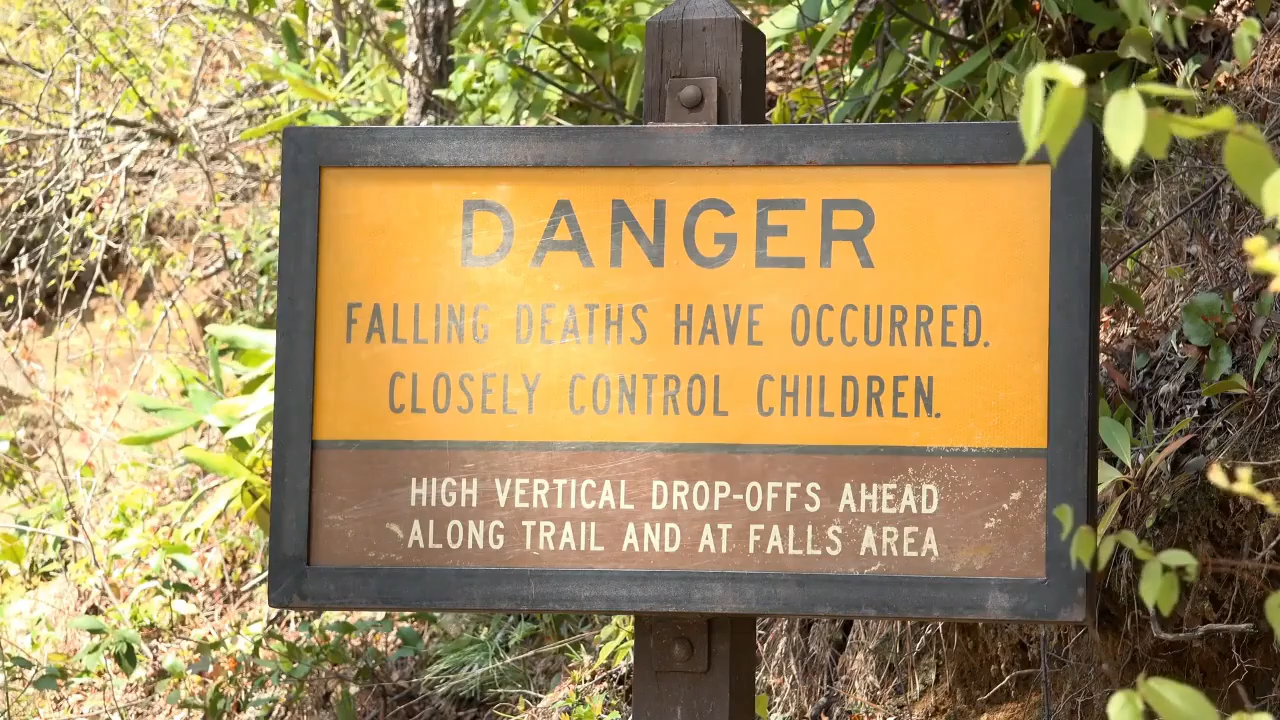 DANGER
FALLING DEATHS HAVE OCCURRED.
CLOSELY CONTROL CHILDREN.
HIGH VERTICAL DROP-OFFS AHEAD
ALONG TRAIL AND AT FALLS AREA